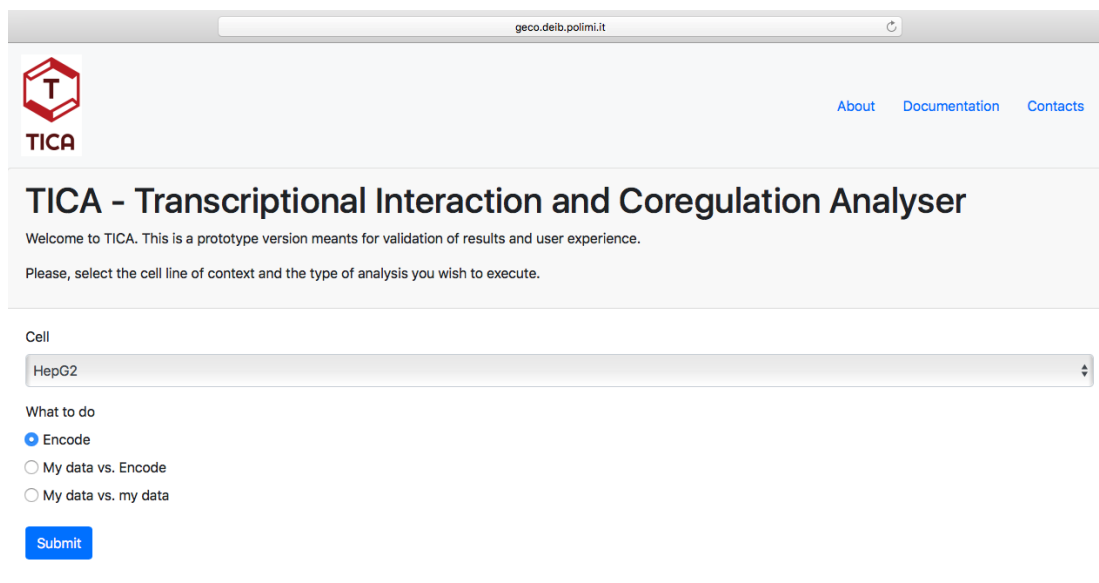 geco.deib.polimi.it
T
TICA
About Documentation Contacts
TICA - Transcriptional Interaction and Coregulation Analyser
Welcome to TICA. This is a prototype version meants for validation of results and user experience.
Please, select the cell line of context and the type of analysis you wish to execute.
Cell
HepG2
What to do
Encode
My data vs. Encode
My data vs. my data
Submit